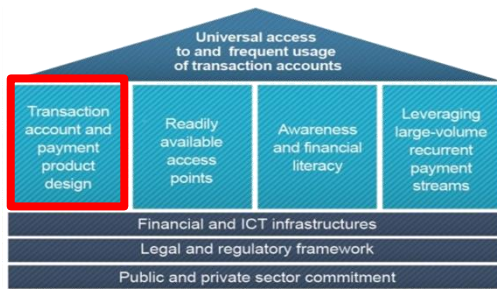 Universal access
to and frequent usage
of transaction accounts
Transaction
account and
payment
product
design
Readily
available
access
points
Awareness
and financial
literacy
Leveraging
large-volume
recurrent
payment
streams
Financial and ICT infrastructures
Legal and regulatory framework
Public and private sector commitment